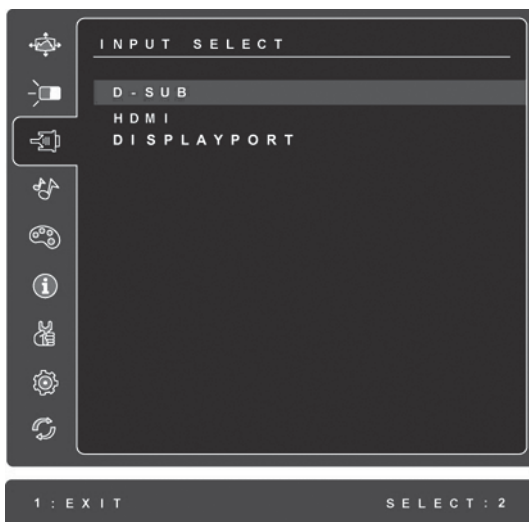 INPUT SELECT
D-SUB
HDMI
DISPLAYPORT
1:EXIT SELECT:2